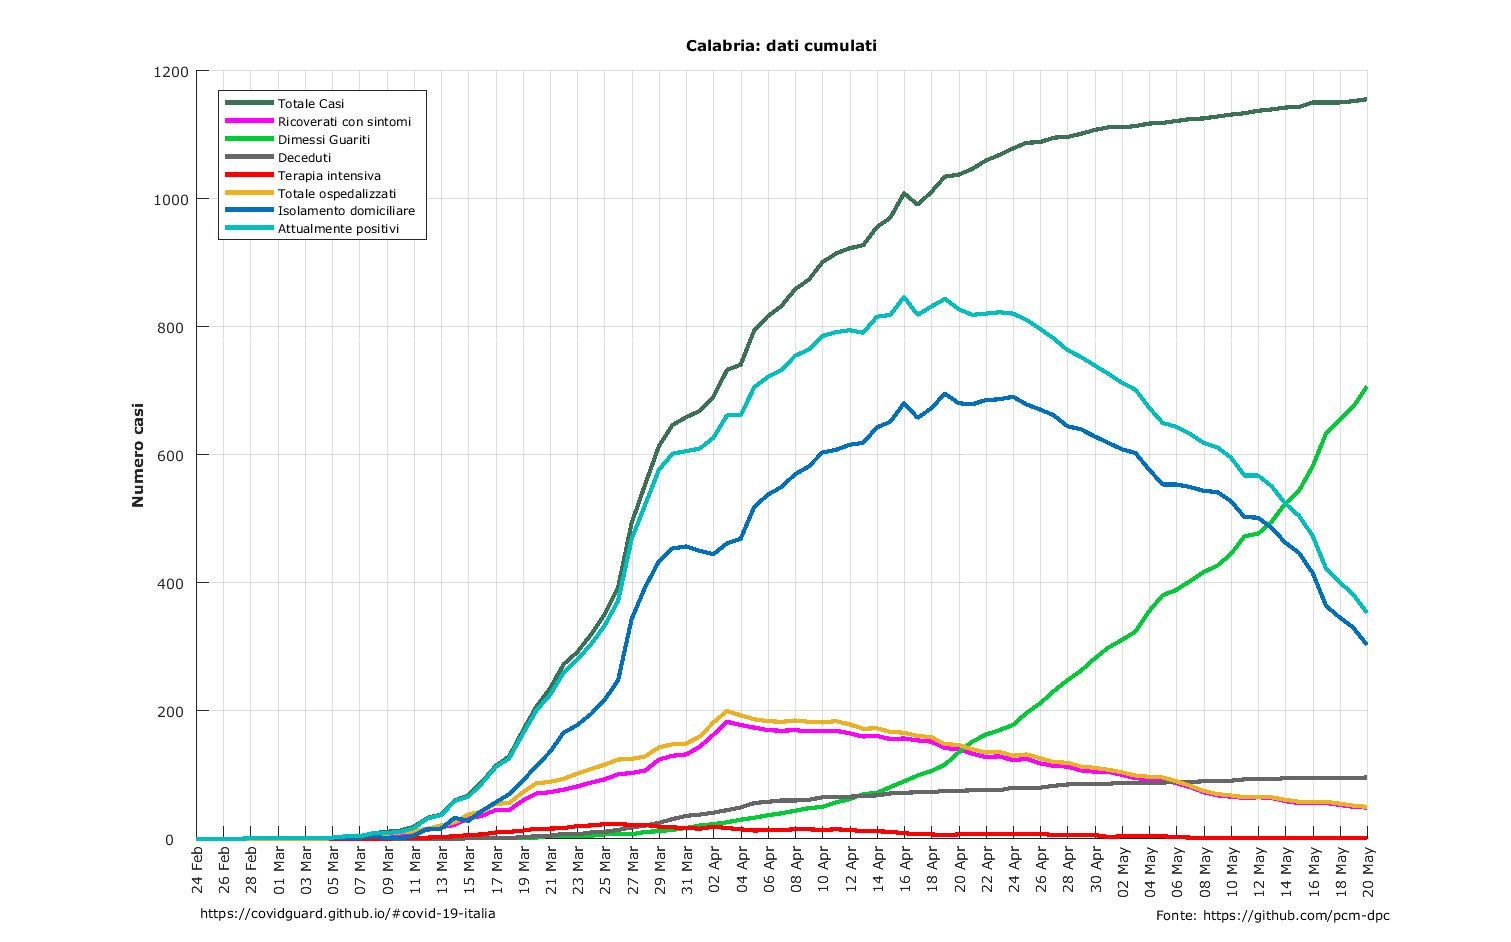 Calabria: dati cumulati
Numero casi
1200
1000
800
600
400
200
0
Totale Casi
Ricoverati con sintomi
Dimessi Guariti
Deceduti
Terapia intensiva
Totale ospedalizzati
Isolamento domiciliare
Attualmente positivi
24 Feb
26 Feb
28 Feb
01 Mar
03 Mar
05 Mar
07 Mar
09 Mar
11 Mar
13 Mar
15 Mar
17 Mar
19 Mar
21 Mar
23 Mar
25 Mar
27 Mar
29 Mar
31 Mar
02 Apr
04 Apr
06 Apr
08 Apr
10 Apr
12 Apr
14 Apr
16 Apr
18 Apr
20 Apr
22 Apr
24 Apr
26 Apr
28 Apr
30 Apr
02 May
04 May
06 May
08 May
10 May
12 May
14 May
16 May
18 May
20 May
https://covidguard.github.io/#covid-19-italia
Fonte: https://github.com/pcm-dpc